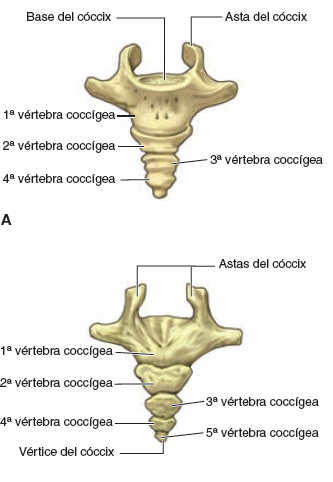 Base del cóccix
Asta del cóccix
1ª vértebra coccígea
2ª vértebra coccígea
3ª vértebra coccígea
4ª vértebra coccígea
A
Astas del cóccix
1ª vértebra coccígea
2ª vértebra coccígea
3ª vértebra coccígea
4ª vértebra coccígea
5ª vértebra coccígea
Vértice del cóccix